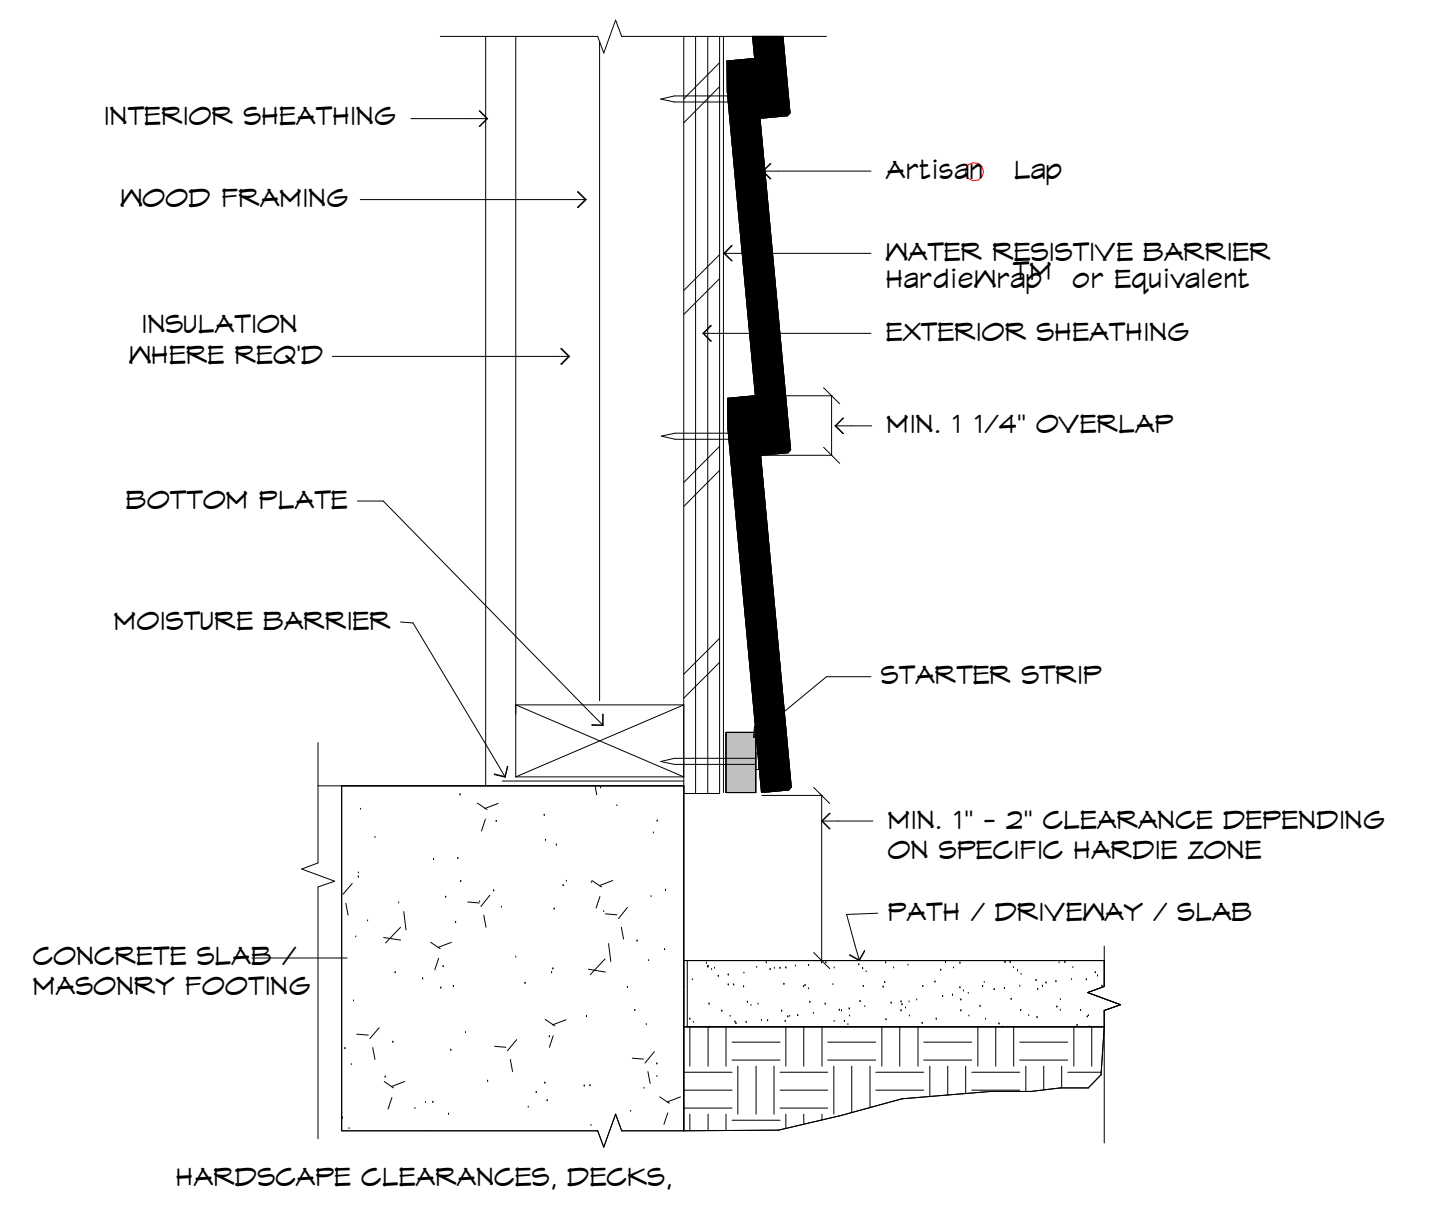 INTERIOR SHEATHING
WOOD FRAMING
INSULATION
WHERE REQ'D
BOTTOM PLATE
MOISTURE BARRIER
CONCRETE SLAB /
MASONRY FOOTING
Artisan Lap
WATER RESISTIVE BARRIER
HardieWrap™ or Equivalent
EXTERIOR SHEATHING
MIN. 1 1/4" OVERLAP
STARTER STRIP
MIN. 1" - 2" CLEARANCE DEPENDING
ON SPECIFIC HARDIE ZONE
PATH / DRIVEWAY / SLAB
HARDSCAPE CLEARANCES, DECKS,